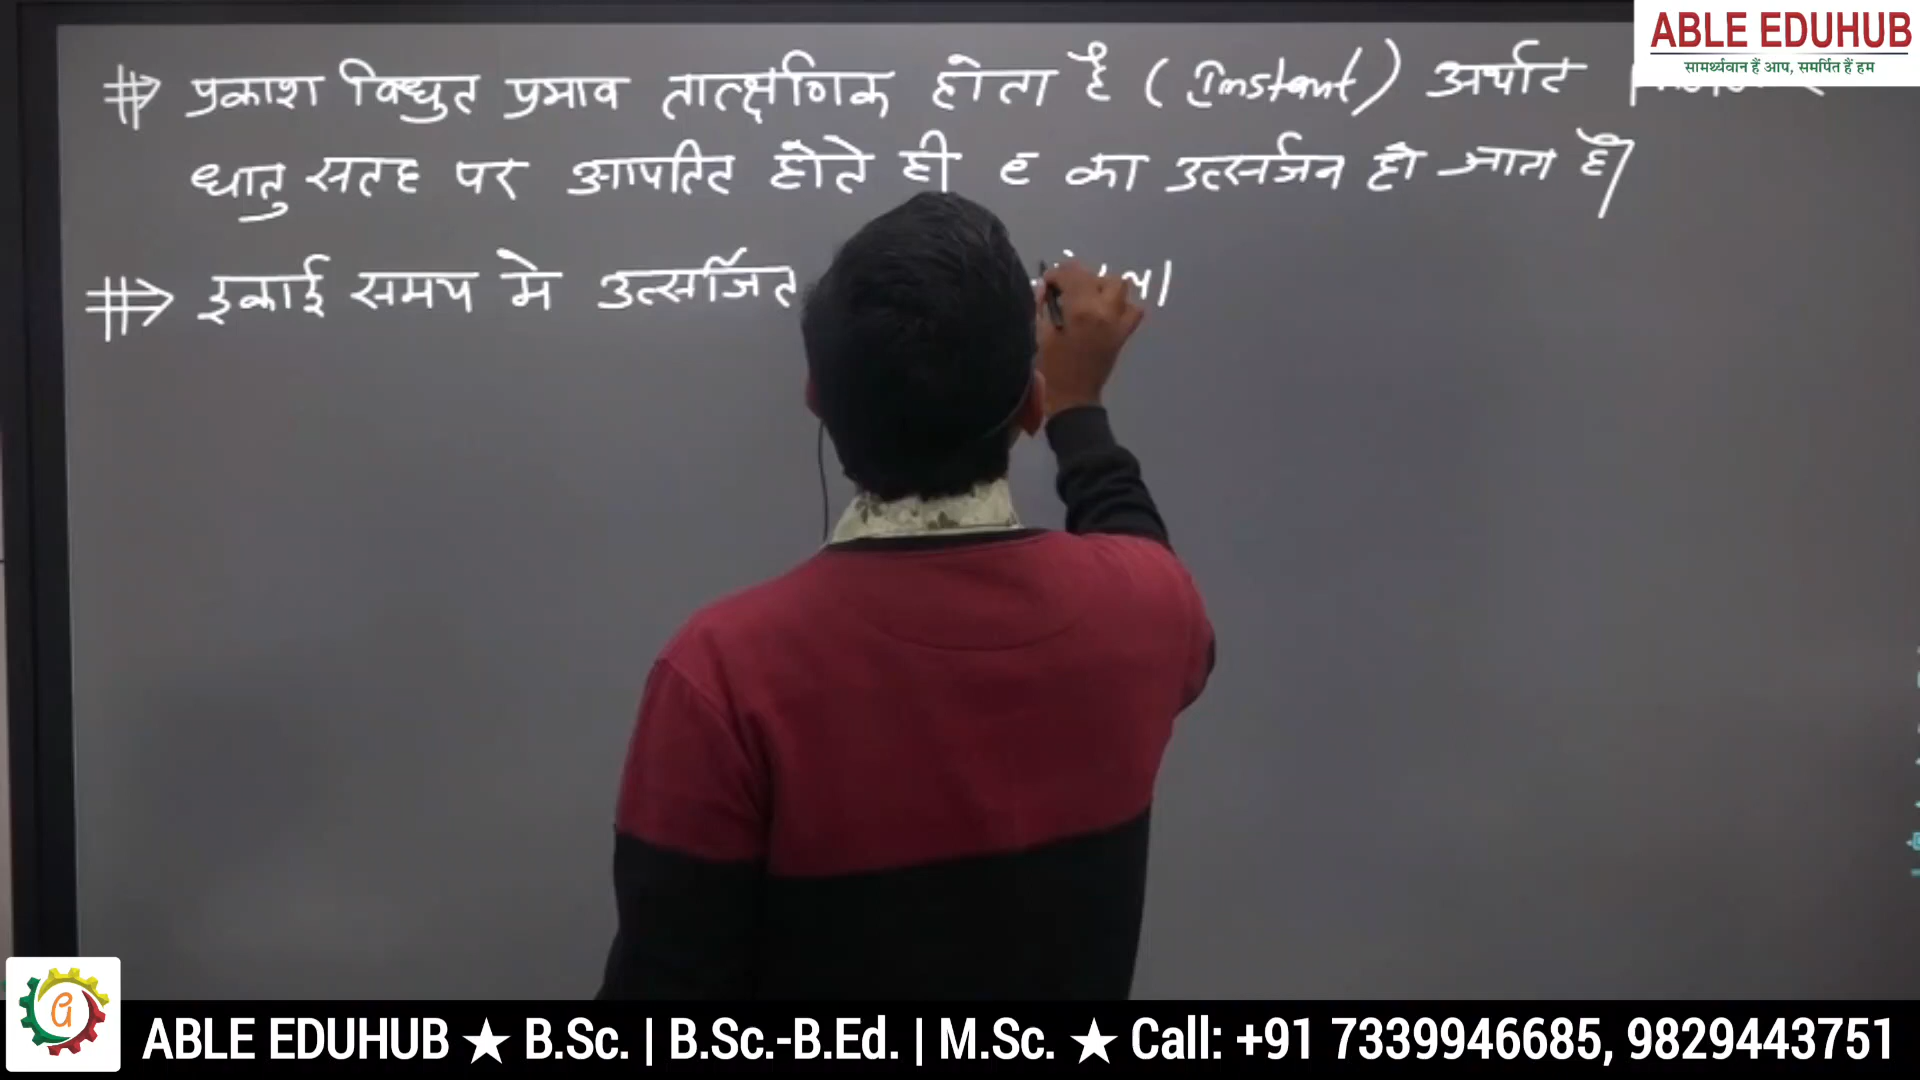 ABLE EDUHUB
सामर्थ्यवान हैं आप, समर्पित हैं हम
⇒ प्रकाश विद्युत प्रभाव तात्क्षणिक होता है (Instant) अर्थात
धातु सतह पर आपतित होते ही e का उत्सर्जन हो जाता है|
⇒ इकाई समय मे उत्सर्जित
ABLE EDUHUB ★ B.Sc. | B.Sc.-B.Ed. | M.Sc. ★ Call: +91 7339946685, 9829443751